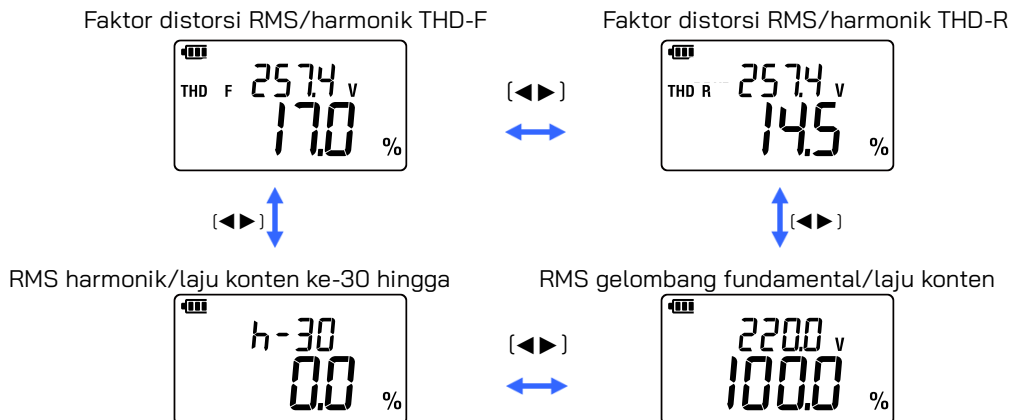 Faktor distorsi RMS/harmonik THD-F
Faktor distorsi RMS/harmonik THD-R
THD F 257.4 V
17.0 %
[◀▶]
THD R 257.4 V
14.5 %
[◀▶]
[◀▶]
RMS harmonik/laju konten ke-30 hingga
RMS gelombang fundamental/laju konten
h-30
0.0 %
[◀▶]
220.0 V
100.0 %